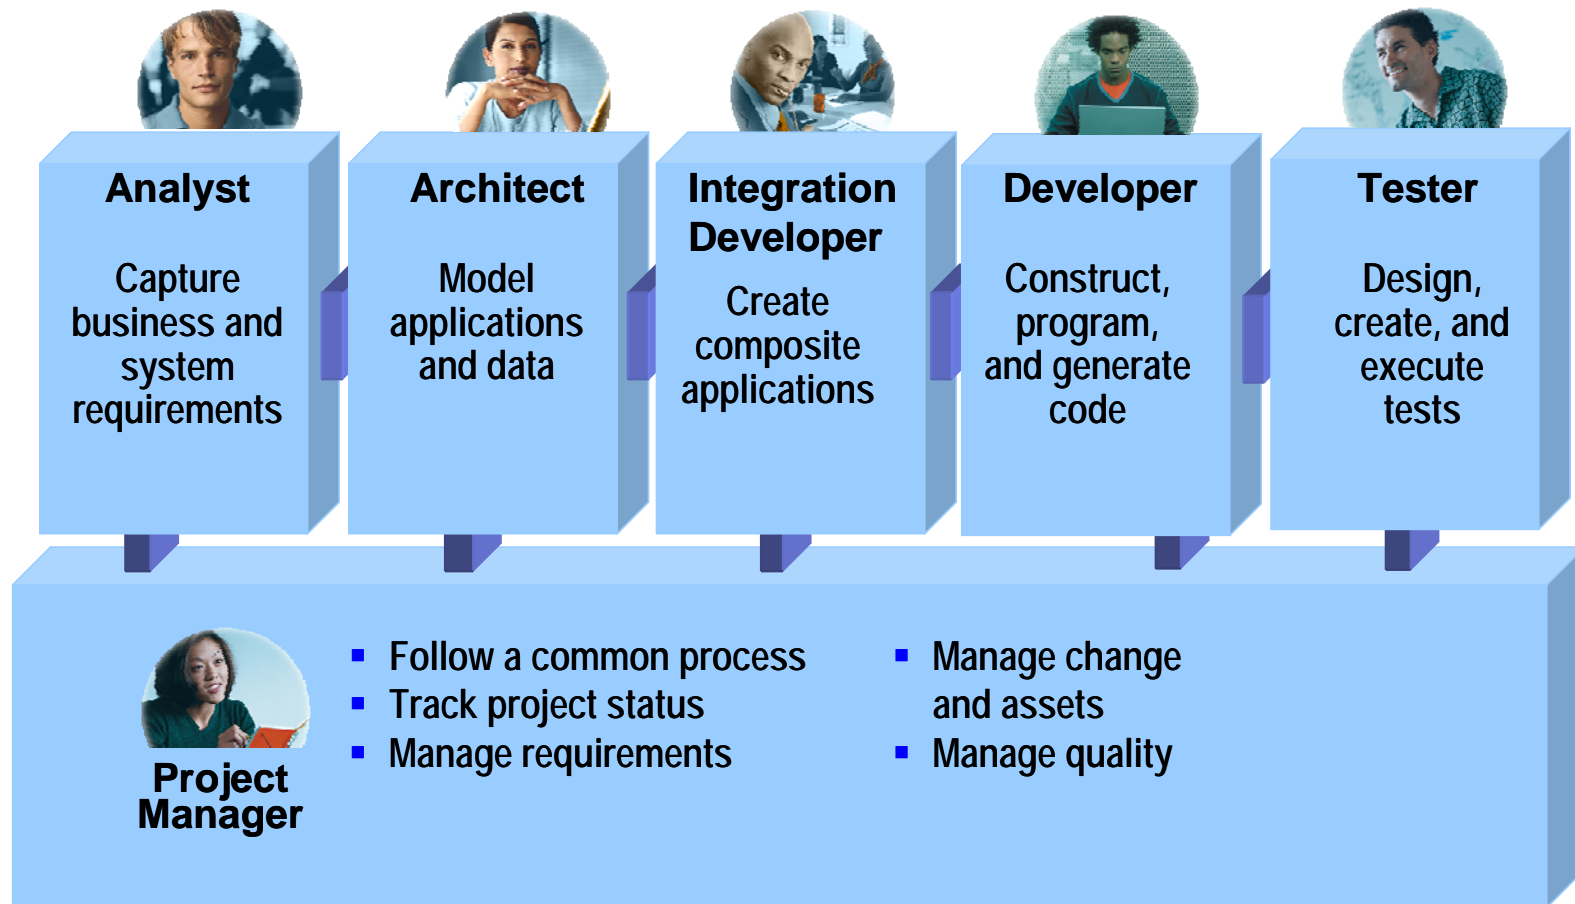 Analyst
Capture
business and
system
requirements
Architect
Model
applications
and data
Integration
Developer
Create
composite
applications
Developer
Construct,
program,
and generate
code
Tester
Design,
create, and
execute
tests
Project
Manager
▪ Follow a common process
▪ Track project status
▪ Manage requirements
▪ Manage change
and assets
▪ Manage quality